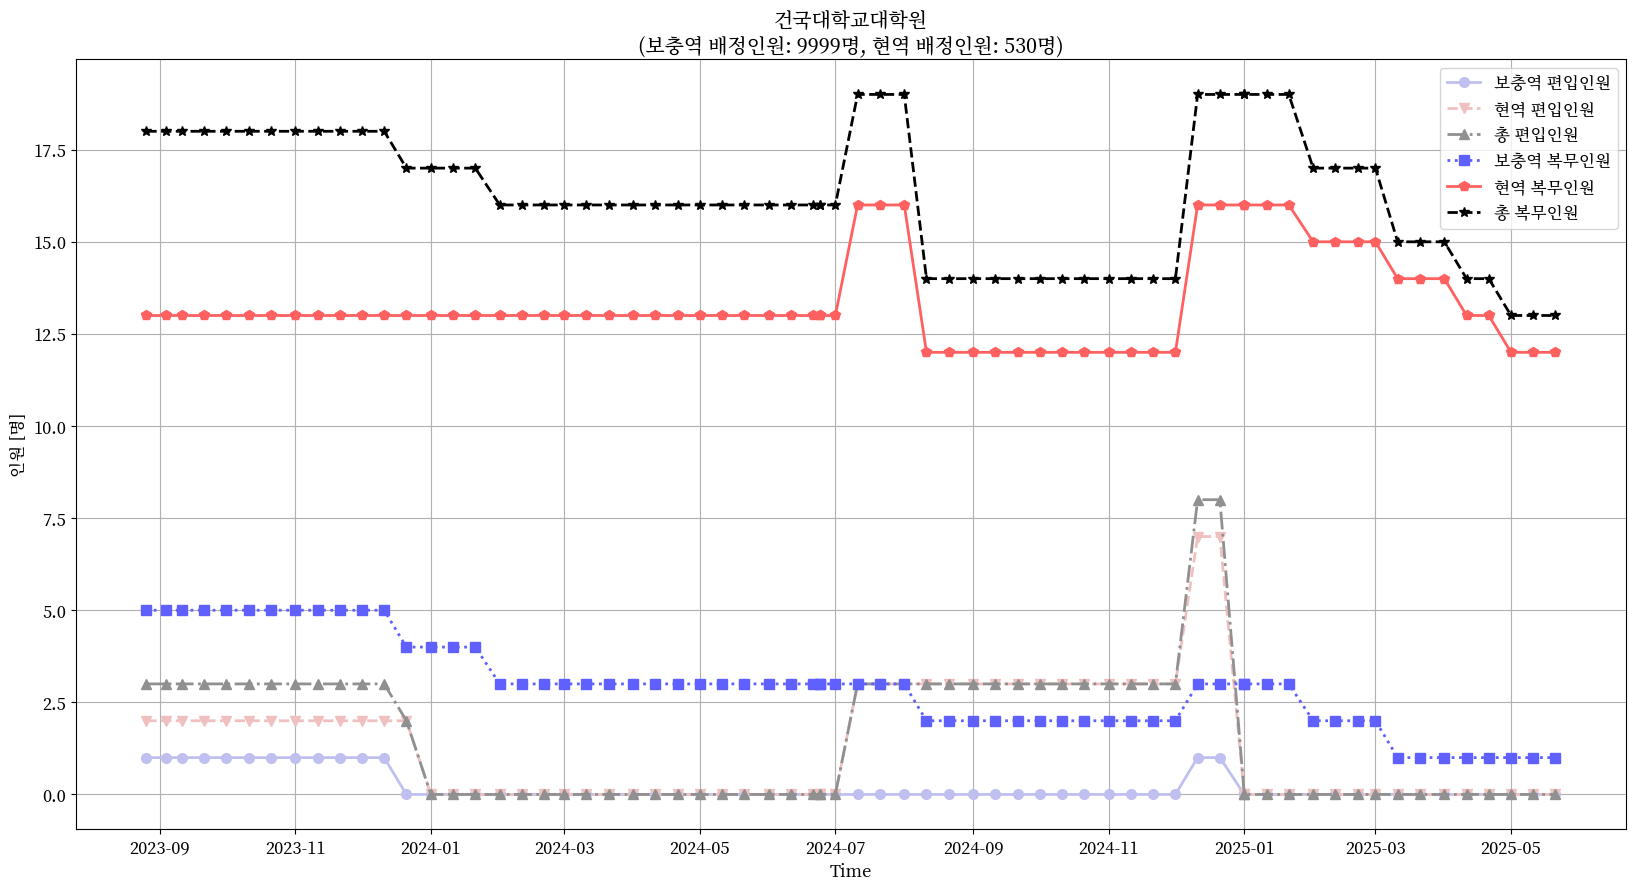 건국대학교대학원
(보충역 배정인원: 9999명, 현역 배정인원: 530명)
보충역 편입인원
현역 편입인원
총 편입인원
보충역 복무인원
현역 복무인원
총 복무인원
인원 [명]
17.5
15.0
12.5
10.0
7.5
5.0
2.5
0.0
2023-09 2023-11 2024-01 2024-03 2024-05 2024-07 2024-09 2024-11 2025-01 2025-03 2025-05
Time